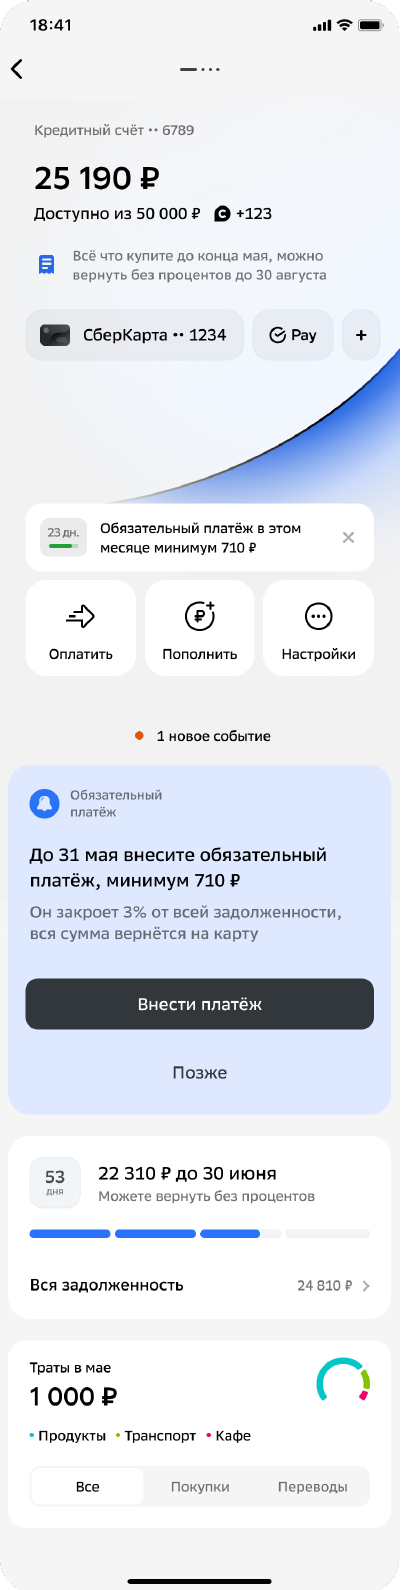 18:41
Кредитный счёт •• 6789
25 190 ₽
Доступно из 50 000 ₽ С +123
Всё что купите до конца мая, можно
вернуть без процентов до 30 августа
СберКарта •• 1234 Pay +
23 дн. Обязательный платёж в этом
месяце минимум 710 ₽
Оплатить Пополнить Настройки
1 новое событие
Обязательный
платёж
До 31 мая внесите обязательный
платёж, минимум 710 ₽
Он закроет 3% от всей задолженности,
вся сумма вернётся на карту
Внести платёж
Позже
53 22 310 ₽ до 30 июня
дня Можете вернуть без процентов
Вся задолженность 24 810 ₽
Траты в мае
1 000 ₽
• Продукты • Транспорт • Кафе
Все Покупки Переводы